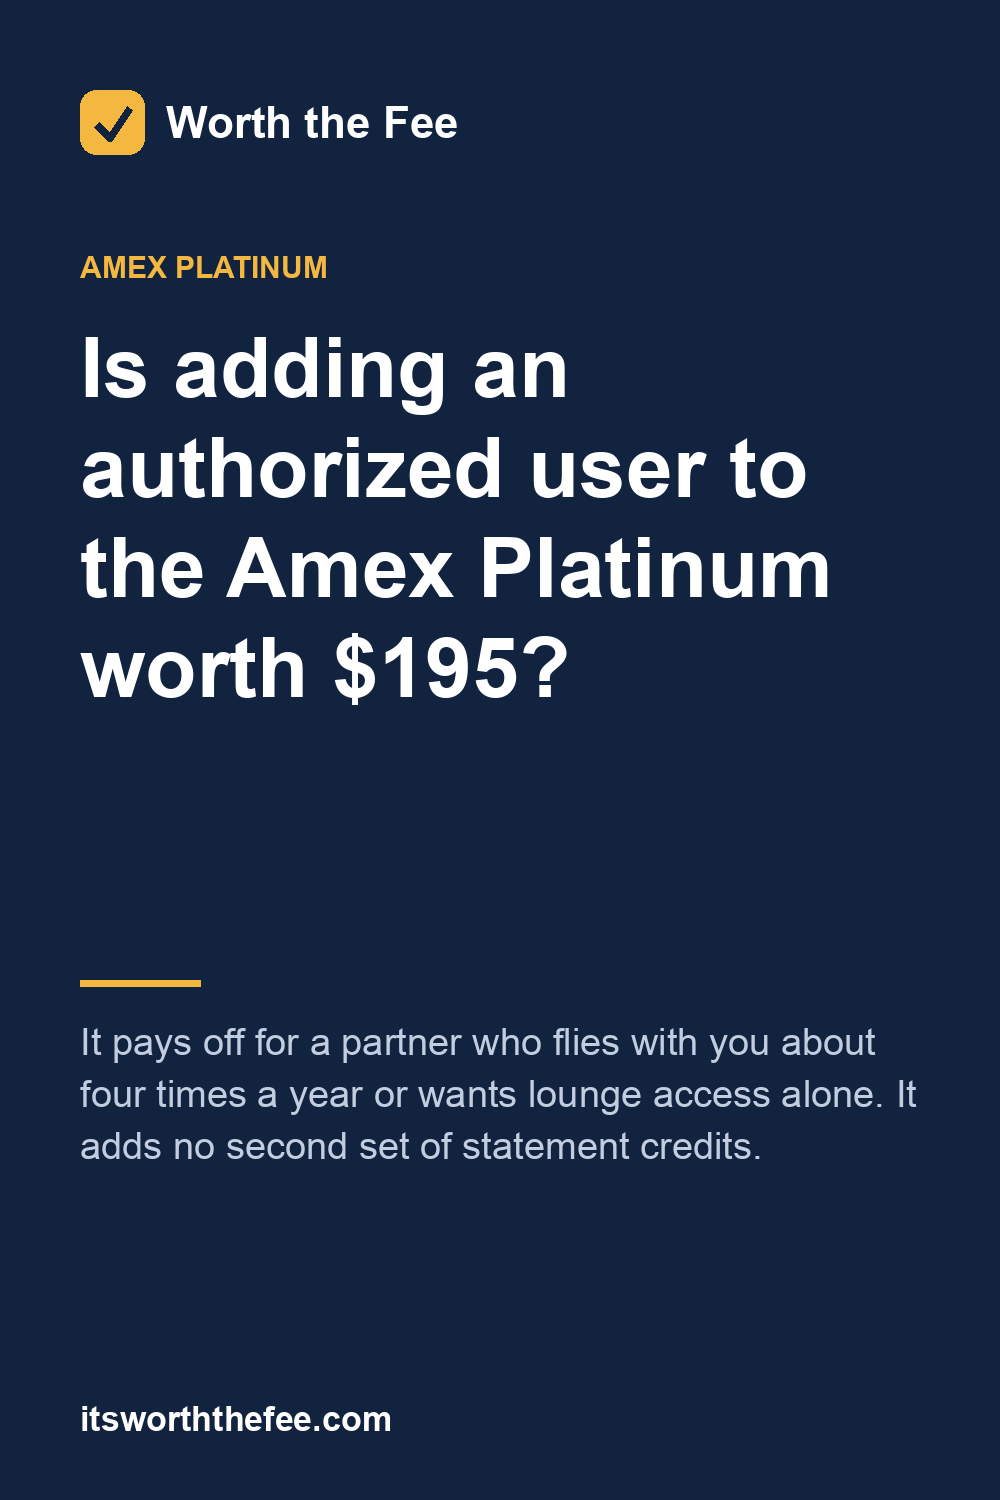 Worth the Fee
AMEX PLATINUM
Is adding an
authorized user to
the Amex Platinum
worth $195?
It pays off for a partner who flies with you about
four times a year or wants lounge access alone. It
adds no second set of statement credits.
itsworththefee.com